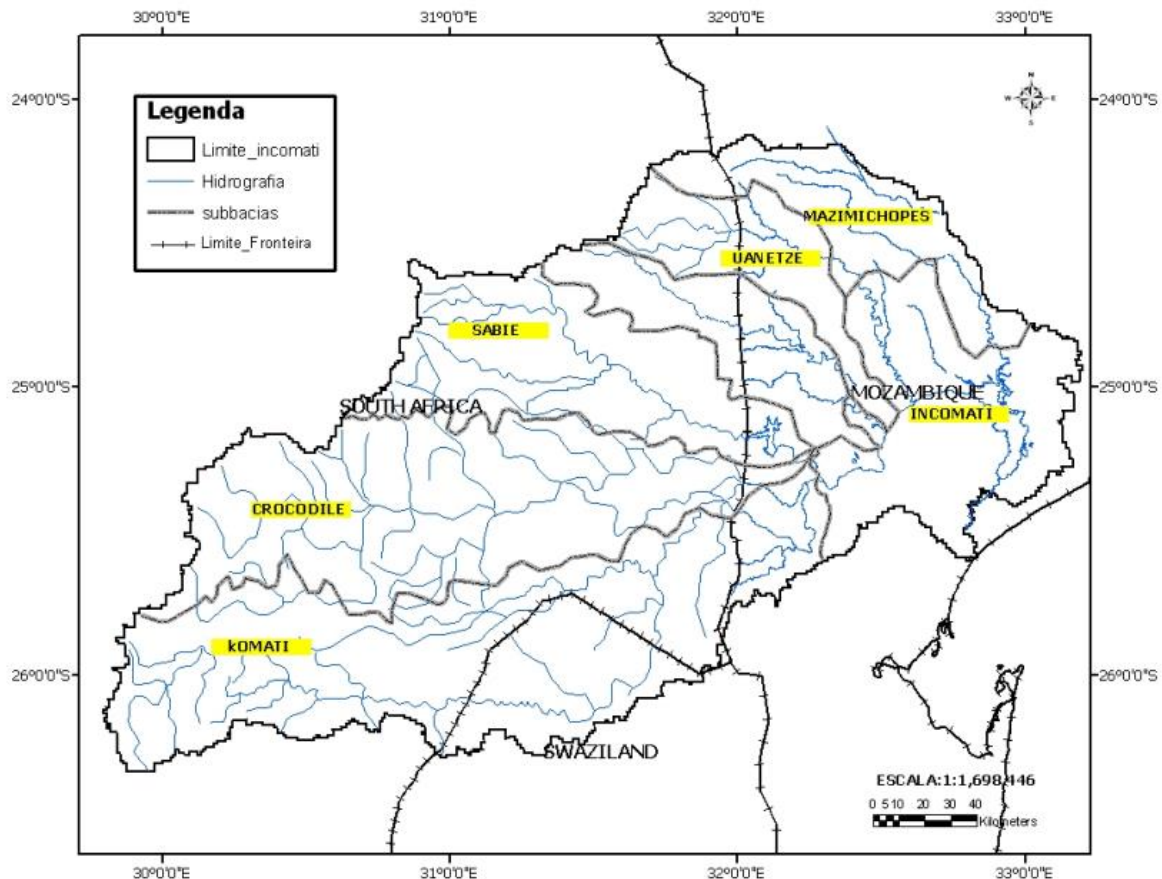 30°0'0"E 31°0'0"E 32°0'0"E 33°0'0"E
24°0'0"S 24°0'0"S
Legenda
Limite_incomati
Hidrografia
subbacias
Limite_Fronteira
N
W E
S
MAZIMICHOPES
UANETZE
SABIE
25°0'0"S 25°0'0"S
MOZAMBIQUE
SOUTH AFRICA
INCOMATI
CROCODILE
kOMATI
26°0'0"S 26°0'0"S
SWAZILAND
ESCALA:1:1,698,446
0 5 10 20 30 40
Kilometers
30°0'0"E 31°0'0"E 32°0'0"E 33°0'0"E